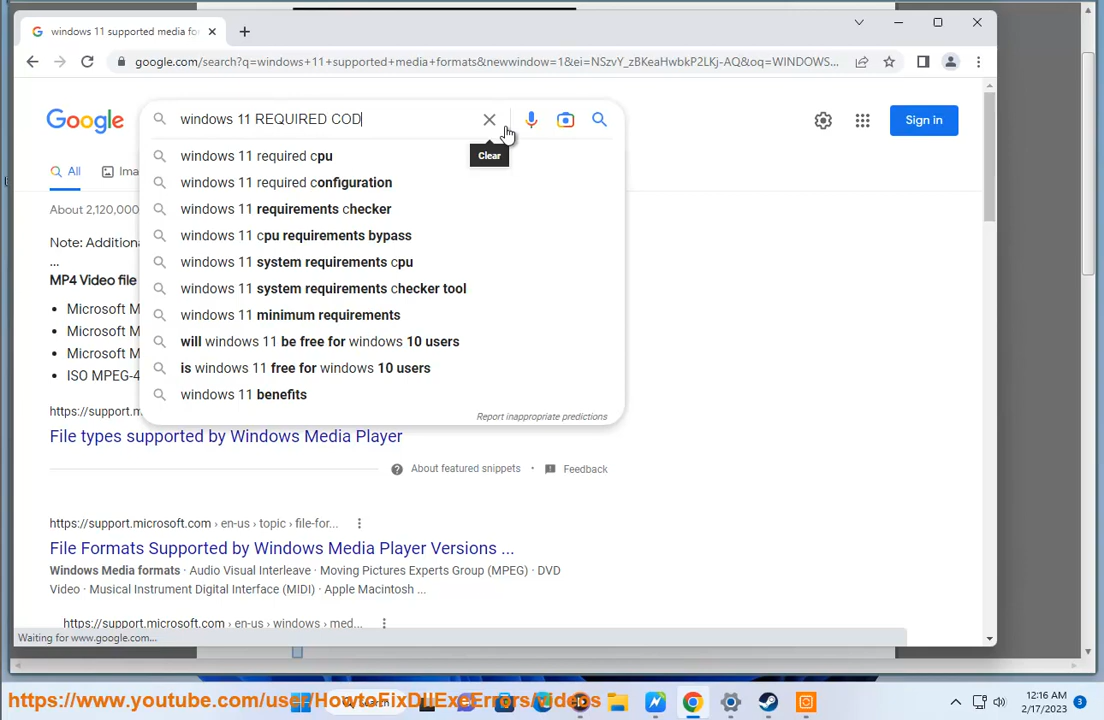 windows 11 supported media fo
google.com/search?q=windows+11+supported+media+formats&newwindow=1&ei=NSzvY_zBKeaHwbkP2LKj-AQ&oq=WINDOWS...
Google
windows 11 REQUIRED COD
Sign in
Clear
windows 11 required cpu
windows 11 required configuration
windows 11 requirements checker
windows 11 cpu requirements bypass
windows 11 system requirements cpu
windows 11 system requirements checker tool
windows 11 minimum requirements
will windows 11 be free for windows 10 users
is windows 11 free for windows 10 users
windows 11 benefits
Report inappropriate predictions
All
Ima
About 2,120,000
Note: Addition
...
MP4 Video file
• Microsoft M
• Microsoft M
• Microsoft M
• ISO MPEG-4
https://support.m
File types supported by Windows Media Player
About featured snippets • Feedback
https://support.microsoft.com › en-us › topic › file-for...
File Formats Supported by Windows Media Player Versions ...
Windows Media formats · Audio Visual Interleave · Moving Pictures Experts Group (MPEG) · DVD
Video · Musical Instrument Digital Interface (MIDI) · Apple Macintosh ...
https://support.microsoft.com › en-us › windows › med...
Waiting for www.google.com...
https://www.youtube.com/user/HowtoFixDllExeErrors/videos
12:16 AM
2/17/2023
3